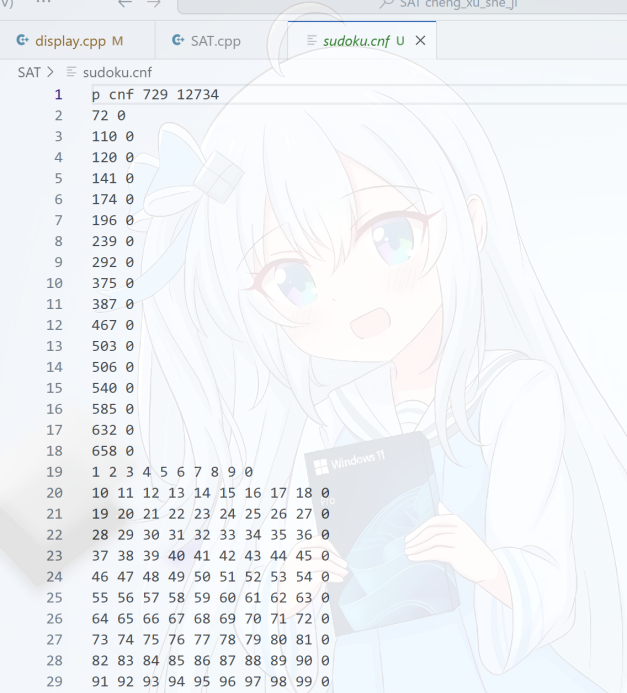 SAT cheng_xu_she_ji
display.cpp M
SAT.cpp
sudoku.cnf U
SAT > sudoku.cnf
1 p cnf 729 12734
2 72 0
3 110 0
4 120 0
5 141 0
6 174 0
7 196 0
8 239 0
9 292 0
10 375 0
11 387 0
12 467 0
13 503 0
14 506 0
15 540 0
16 585 0
17 632 0
18 658 0
19 1 2 3 4 5 6 7 8 9 0
20 10 11 12 13 14 15 16 17 18 0
21 19 20 21 22 23 24 25 26 27 0
22 28 29 30 31 32 33 34 35 36 0
23 37 38 39 40 41 42 43 44 45 0
24 46 47 48 49 50 51 52 53 54 0
25 55 56 57 58 59 60 61 62 63 0
26 64 65 66 67 68 69 70 71 72 0
27 73 74 75 76 77 78 79 80 81 0
28 82 83 84 85 86 87 88 89 90 0
29 91 92 93 94 95 96 97 98 99 0
Windows 11